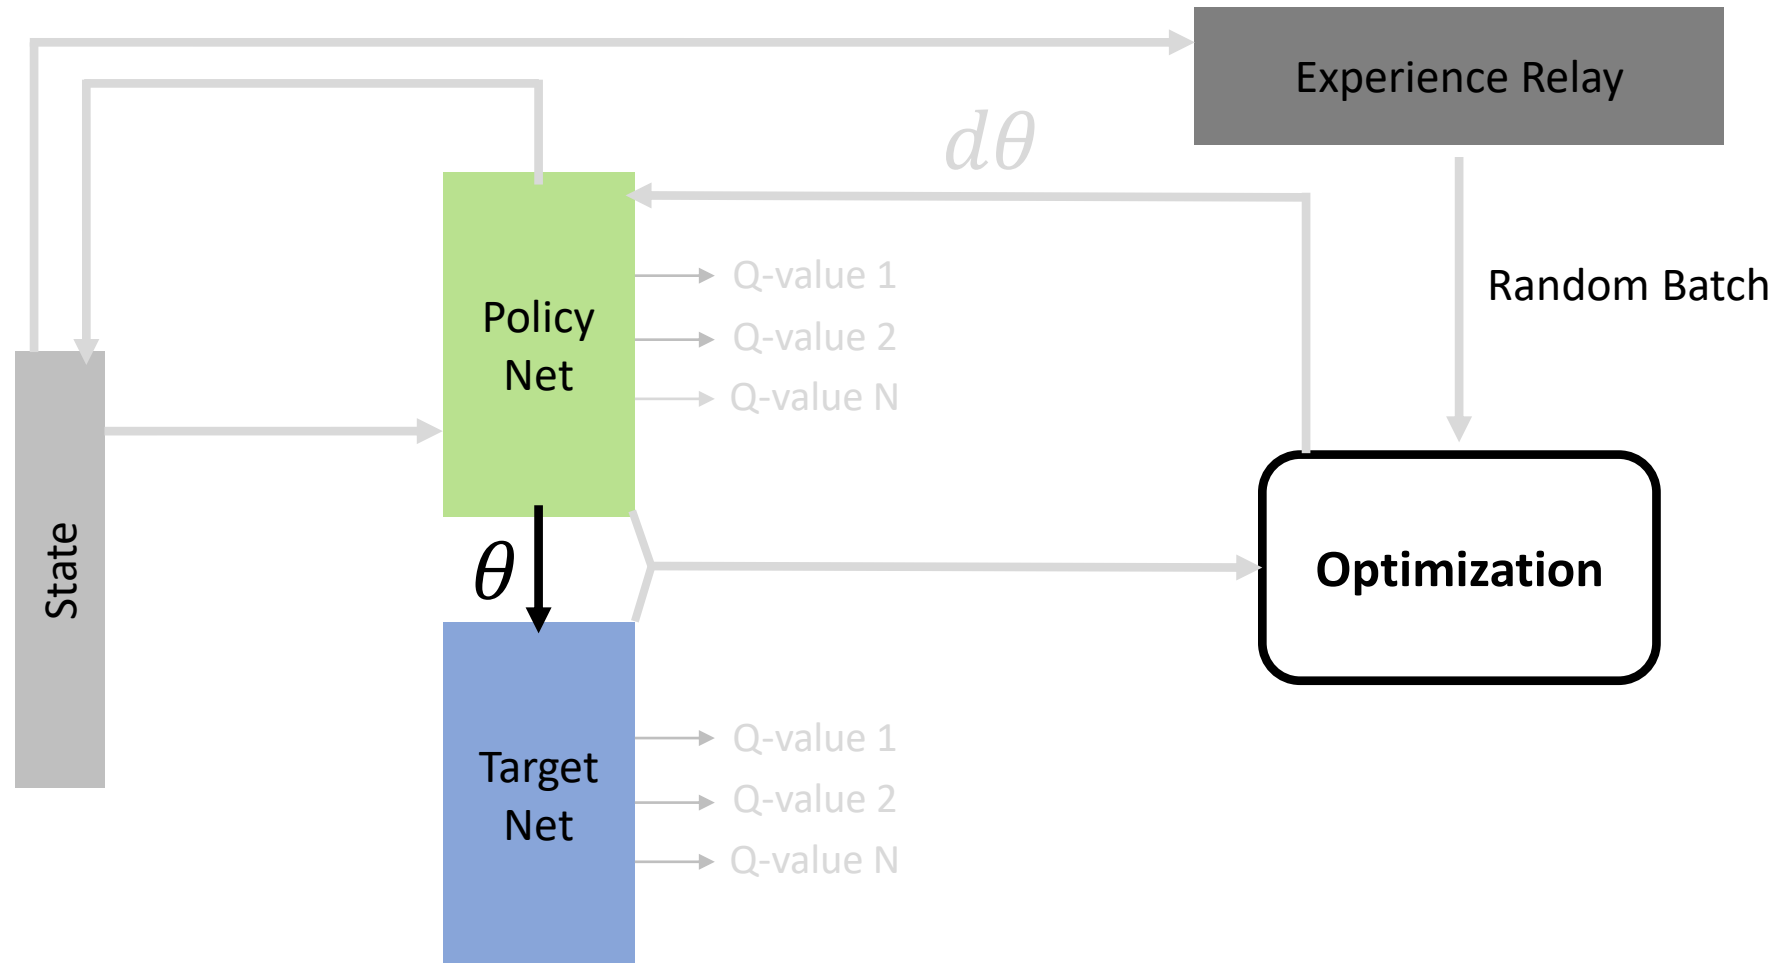 Experience Relay
dθ
Q-value 1
Random Batch
Policy
Net
Q-value 2
Q-value N
State
θ
Optimization
Target
Net
Q-value 1
Q-value 2
Q-value N